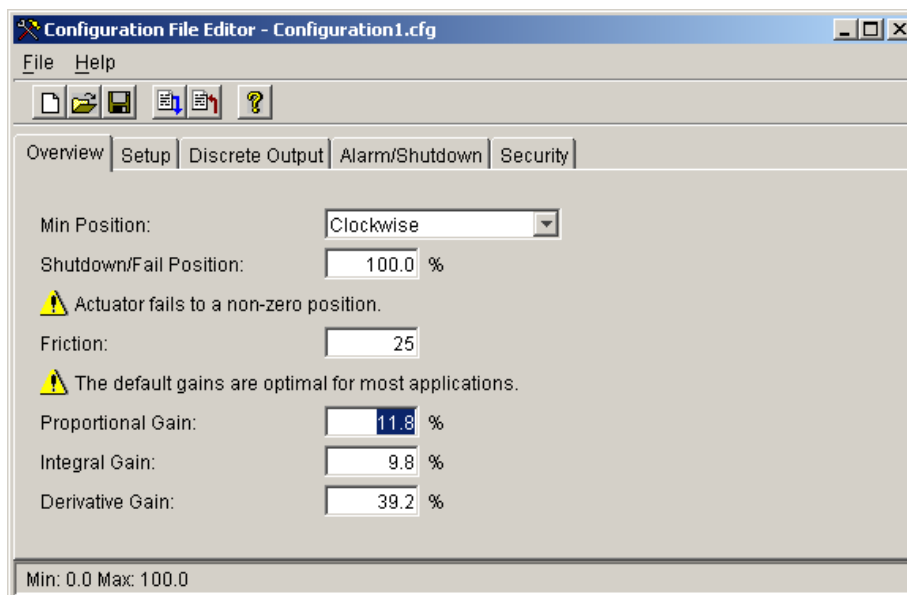 Configuration File Editor - Configuration1.cfg
File Help
Overview Setup Discrete Output Alarm/Shutdown Security
Min Position: Clockwise
Shutdown/Fail Position: 100.0 %
Actuator fails to a non-zero position.
Friction: 25
The default gains are optimal for most applications.
Proportional Gain: 11.8 %
Integral Gain: 9.8 %
Derivative Gain: 39.2 %
Min: 0.0 Max: 100.0